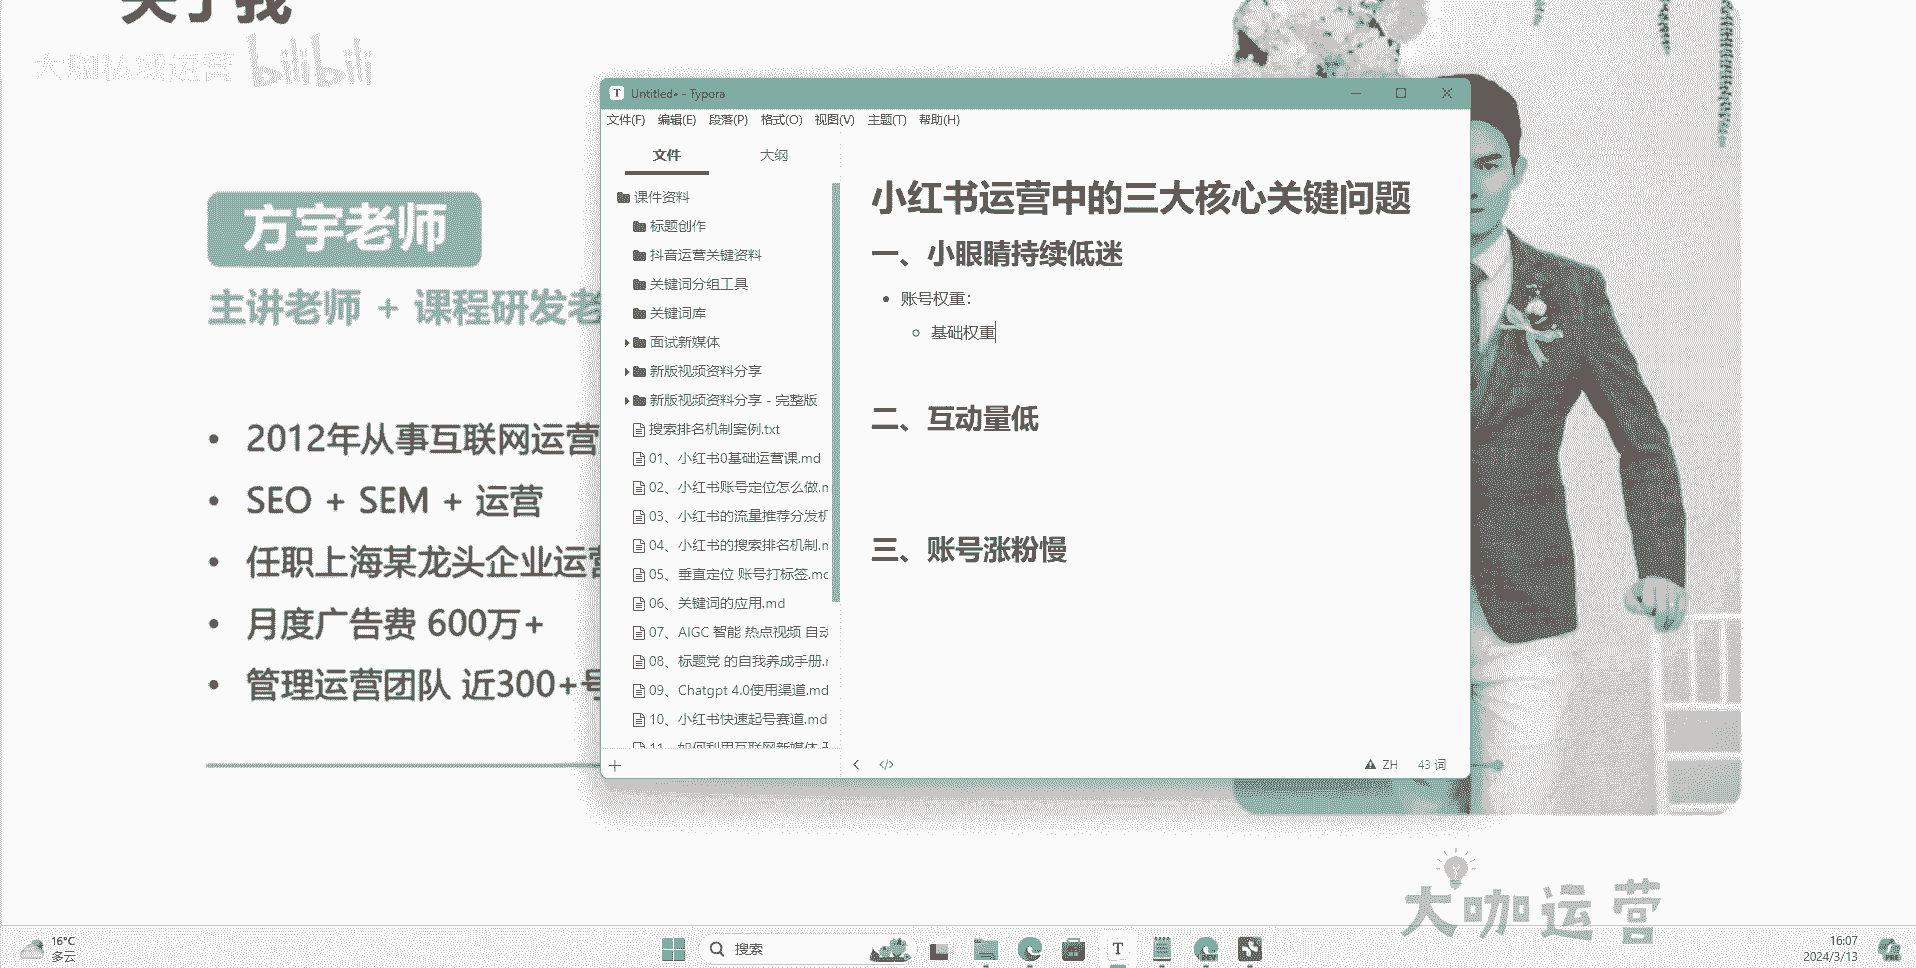 关于我
大咖私域运营 bilibili
方宇老师
主讲老师 + 课程研发老
2012年从事互联网运营
SEO + SEM + 运营
任职上海某龙头企业运营
月度广告费 600万+
管理运营团队 近300+号
T Untitled• - Typora
文件(F) 编辑(E) 段落(P) 格式(O) 视图(V) 主题(T) 帮助(H)
文件 大纲
课件资料
标题创作
抖音运营关键资料
关键词分组工具
关键词库
面试新媒体
新版视频资料分享
新版视频资料分享 - 完整版
搜索排名机制案例.txt
01、小红书0基础运营课.md
02、小红书账号定位怎么做.m
03、小红书的流量推荐分发机
04、小红书的搜索排名机制.m
05、垂直定位 账号打标签.md
06、关键词的应用.md
07、AIGC 智能 热点视频 自动
08、标题党 的自我养成手册.m
09、Chatgpt 4.0使用渠道.md
10、小红书快速起号赛道.md
11、如何利用互联网新媒体
小红书运营中的三大核心关键问题
一、小眼睛持续低迷
账号权重：
基础权重
二、互动量低
三、账号涨粉慢
ZH 43 词
大咖运营
16°C
多云
搜索
T
DEV
16:07
2024/3/13
PRE